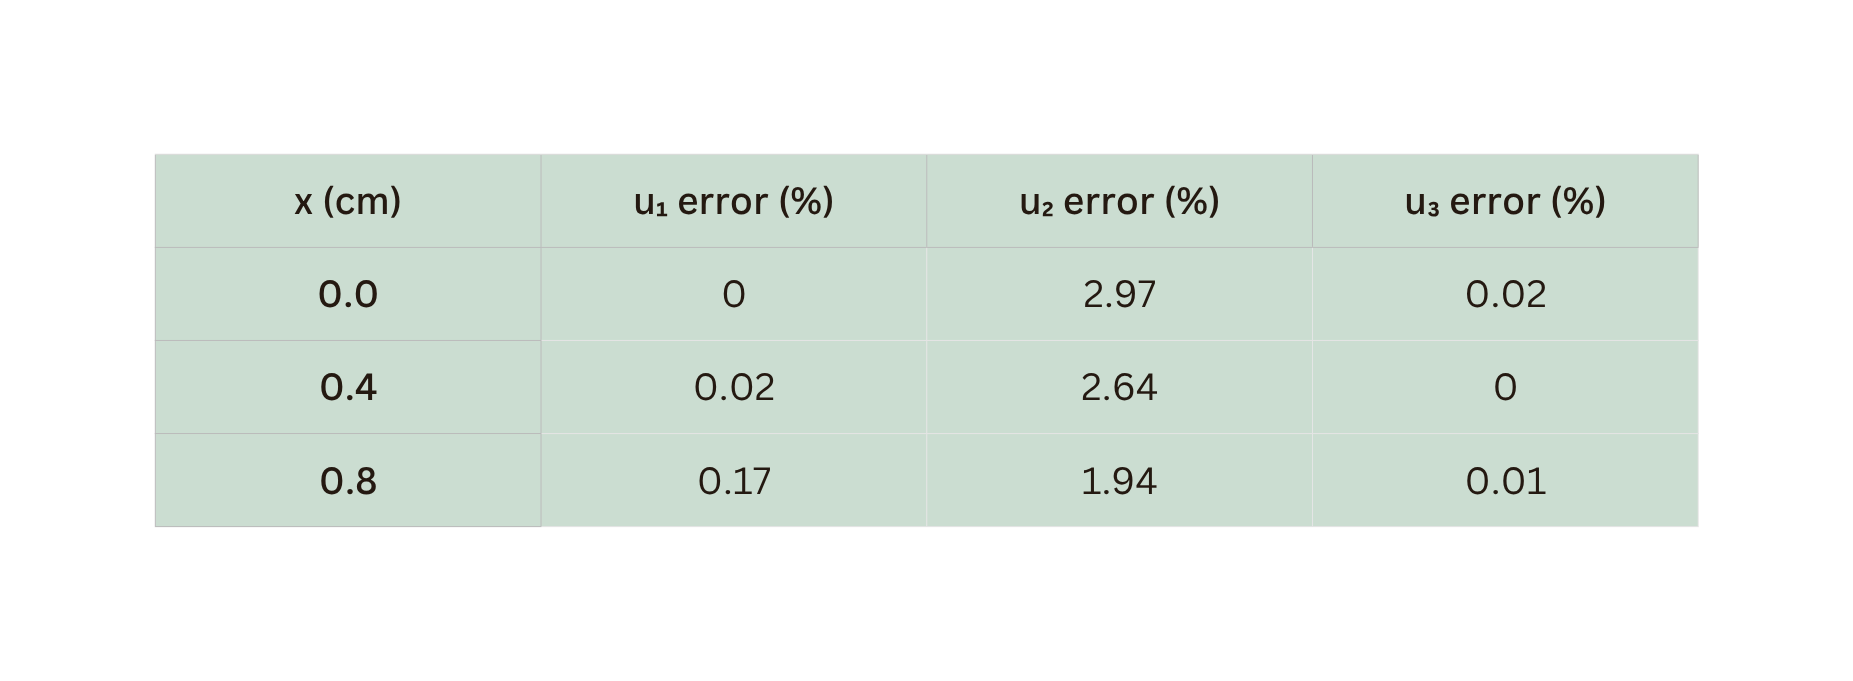 x (cm) u₁ error (%) u₂ error (%) u₃ error (%)
0.0 0 2.97 0.02
0.4 0.02 2.64 0
0.8 0.17 1.94 0.01